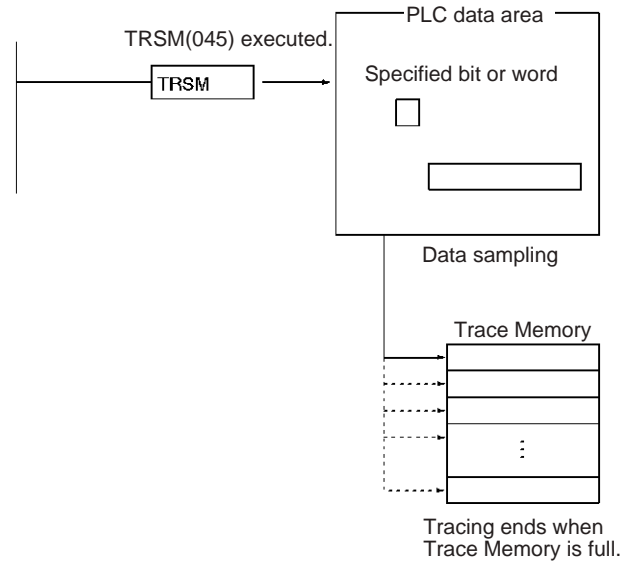 PLC data area
TRSM(045) executed.
TRSM
Specified bit or word
Data sampling
Trace Memory
Tracing ends when
Trace Memory is full.